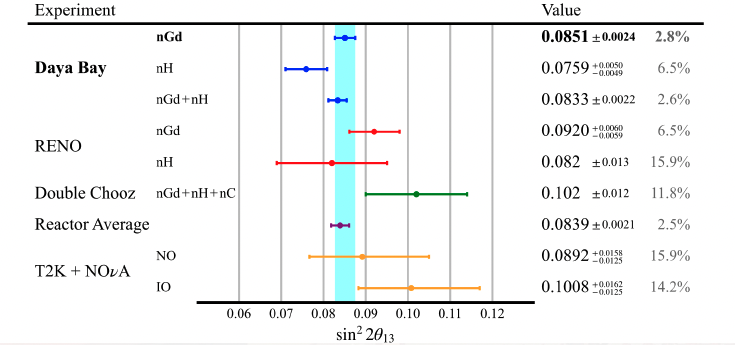 Experiment Value
nGd 0.0851 ±0.0024 2.8%
Daya Bay nH 0.0759 +0.0050 −0.0049 6.5%
nGd+nH 0.0833 ±0.0022 2.6%
nGd 0.0920 +0.0060 −0.0059 6.5%
RENO
nH 0.082 ±0.013 15.9%
Double Chooz nGd+nH+nC 0.102 ±0.012 11.8%
Reactor Average 0.0839 ±0.0021 2.5%
NO 0.0892 +0.0158 −0.0125 15.9%
T2K + NOνA
IO 0.1008 +0.0162 −0.0125 14.2%
0.06 0.07 0.08 0.09 0.10 0.11 0.12
sin² 2θ₁₃